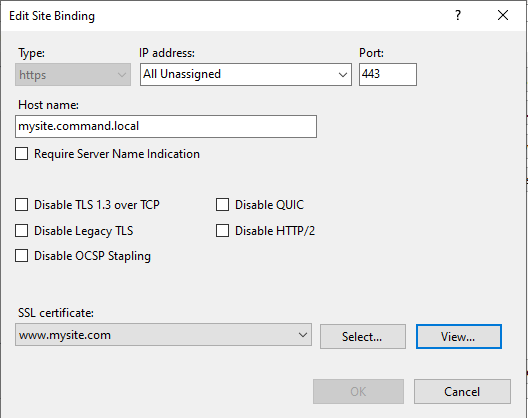 Edit Site Binding
?
Type:
IP address:
Port:
https
All Unassigned
443
Host name:
mysite.command.local
Require Server Name Indication
Disable TLS 1.3 over TCP
Disable QUIC
Disable Legacy TLS
Disable HTTP/2
Disable OCSP Stapling
SSL certificate:
www.mysite.com
Select...
View...
OK
Cancel